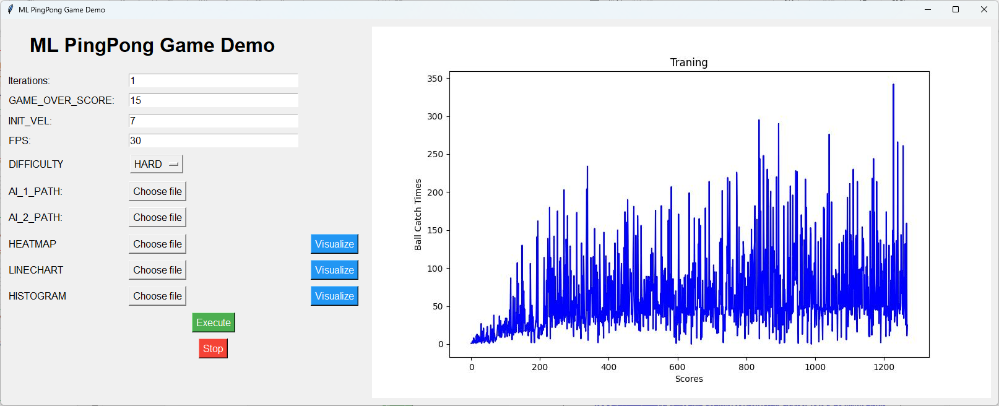 ML PingPong Game Demo
ML PingPong Game Demo
Iterations: 1
GAME_OVER_SCORE: 15
INIT_VEL: 7
FPS: 30
DIFFICULTY HARD
AI_1_PATH: Choose file
AI_2_PATH: Choose file
HEATMAP Choose file Visualize
LINECHART Choose file Visualize
HISTOGRAM Choose file Visualize
Execute
Stop
Traning
350
300
250
200
150
100
50
0
Ball Catch Times
0 200 400 600 800 1000 1200
Scores